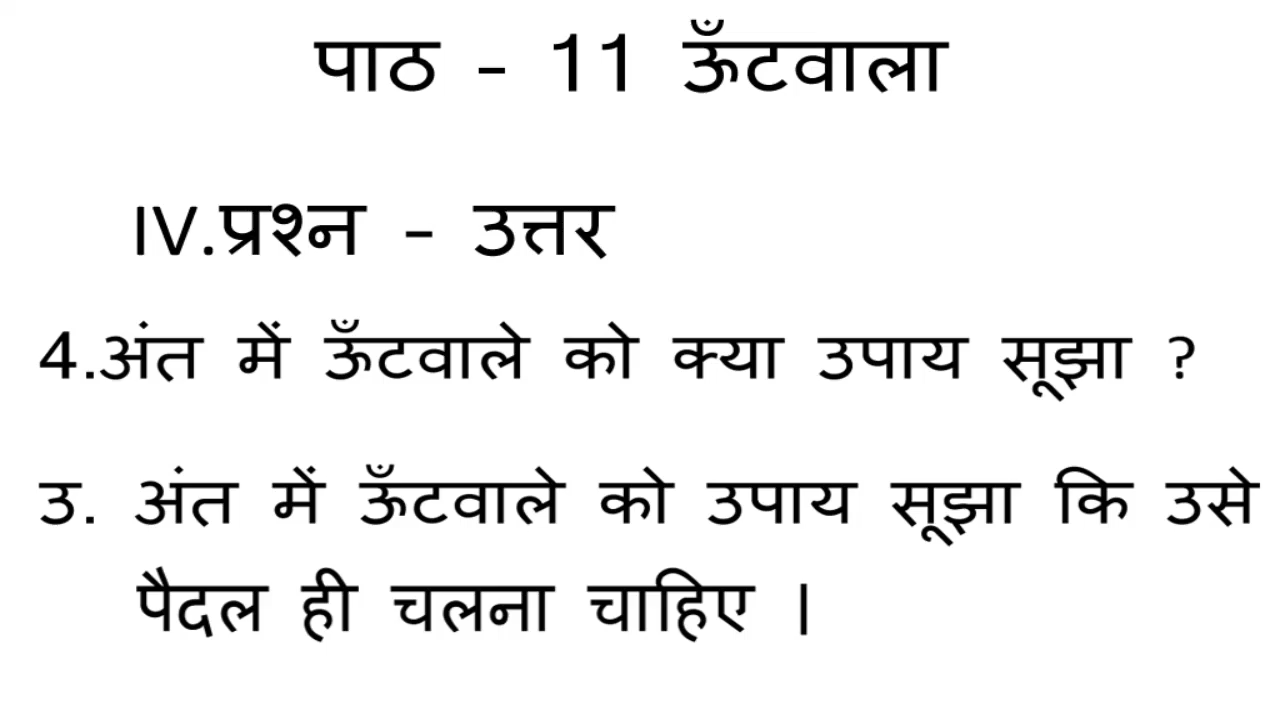 पाठ - 11 ऊँटवाला
IV.प्रश्न - उत्तर
4.अंत में ऊँटवाले को क्या उपाय सूझा ?
उ. अंत में ऊँटवाले को उपाय सूझा कि उसे
पैदल ही चलना चाहिए ।